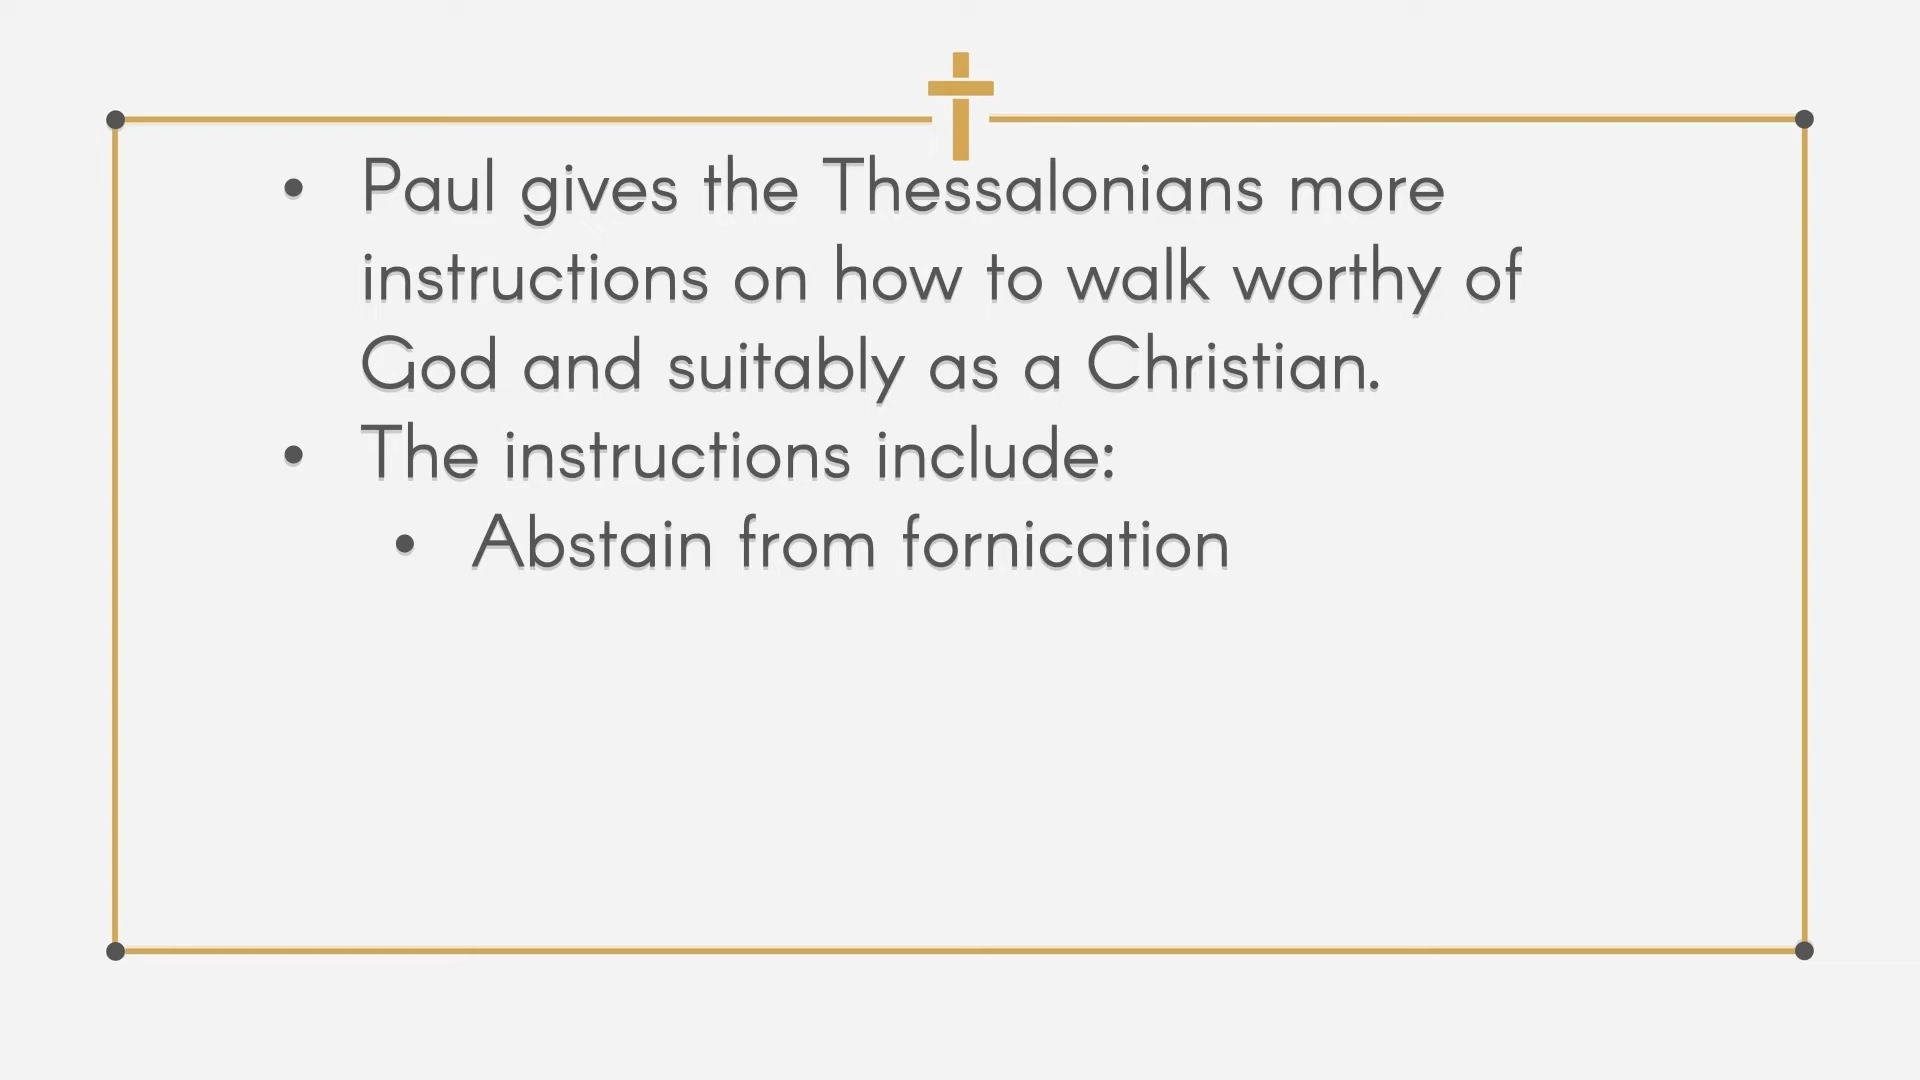 • Paul gives the Thessalonians more
instructions on how to walk worthy of
God and suitably as a Christian.
• The instructions include:
• Abstain from fornication